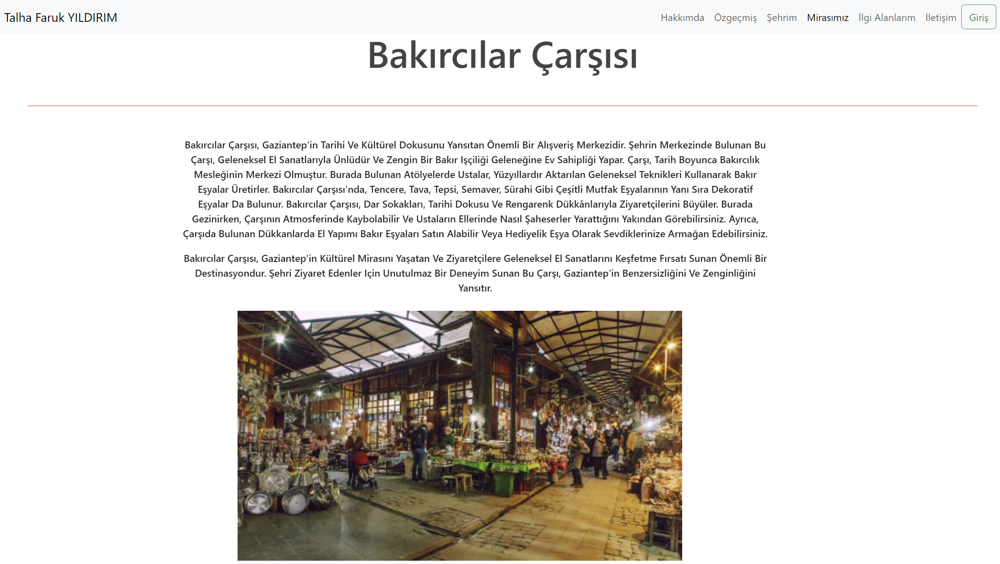 Talha Faruk YILDIRIM
Hakkımda Özgeçmiş Şehrim Mirasımız İlgi Alanlarım İletişim Giriş
Bakırcılar Çarşısı
Bakırcılar Çarşısı, Gaziantep'in Tarihi Ve Kültürel Dokusunu Yansıtan Önemli Bir Alışveriş Merkezidir. Şehrin Merkezinde Bulunan Bu
Çarşı, Geleneksel El Sanatlarıyla Ünlüdür Ve Zengin Bir Bakır Işçiliği Geleneğine Ev Sahipliği Yapar. Çarşı, Tarih Boyunca Bakırcılık
Mesleğinin Merkezi Olmuştur. Burada Bulunan Atölyelerde Ustalar, Yüzyıllardır Aktarılan Geleneksel Teknikleri Kullanarak Bakır
Eşyalar Üretirler. Bakırcılar Çarşısı'nda, Tencere, Tava, Tepsi, Semaver, Sürahi Gibi Çeşitli Mutfak Eşyalarının Yanı Sıra Dekoratif
Eşyalar Da Bulunur. Bakırcılar Çarşısı, Dar Sokakları, Tarihi Dokusu Ve Rengarenk Dükkânlarıyla Ziyaretçilerini Büyüler. Burada
Gezinirken, Çarşının Atmosferinde Kaybolabilir Ve Ustaların Ellerinde Nasıl Şaheserler Yarattığını Yakından Görebilirsiniz. Ayrıca,
Çarşıda Bulunan Dükkanlarda El Yapımı Bakır Eşyaları Satın Alabilir Veya Hediyelik Eşya Olarak Sevdiklerinize Armağan Edebilirsiniz.
Bakırcılar Çarşısı, Gaziantep'in Kültürel Mirasını Yaşatan Ve Ziyaretçilere Geleneksel El Sanatlarını Keşfetme Fırsatı Sunan Önemli Bir
Destinasyondur. Şehri Ziyaret Edenler Için Unutulmaz Bir Deneyim Sunan Bu Çarşı, Gaziantep'in Benzersizliğini Ve Zenginliğini
Yansıtır.